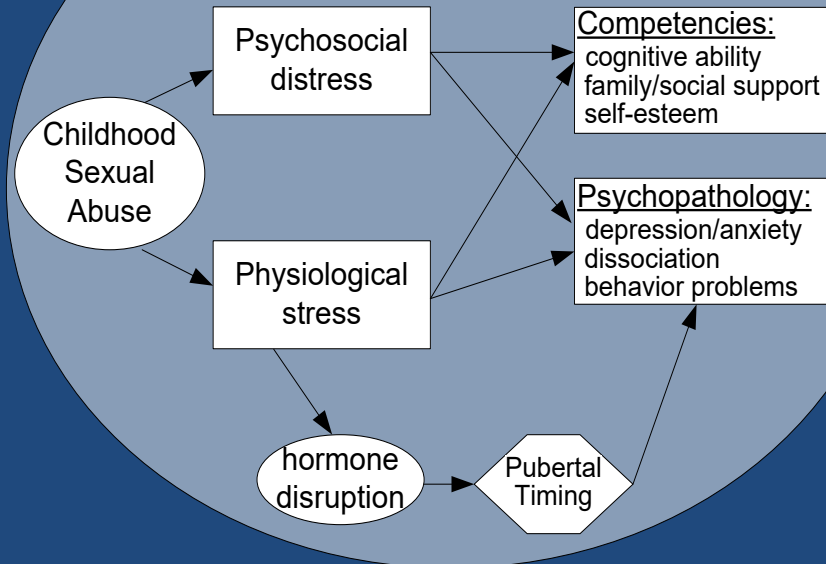 Psychosocial
distress
Competencies:
cognitive ability
family/social support
self-esteem
Childhood
Sexual
Abuse
Psychopathology:
depression/anxiety
dissociation
behavior problems
Physiological
stress
hormone
disruption
Pubertal
Timing